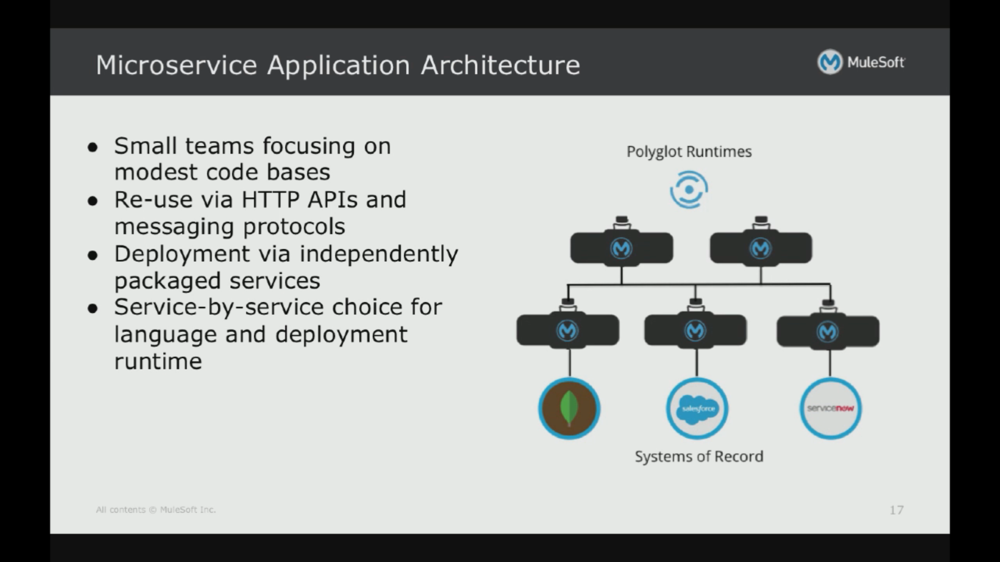 Microservice Application Architecture
MuleSoft
● Small teams focusing on
modest code bases
● Re-use via HTTP APIs and
messaging protocols
● Deployment via independently
packaged services
● Service-by-service choice for
language and deployment
runtime
Polyglot Runtimes
salesforce
servicenow
Systems of Record
All contents © MuleSoft Inc.
17